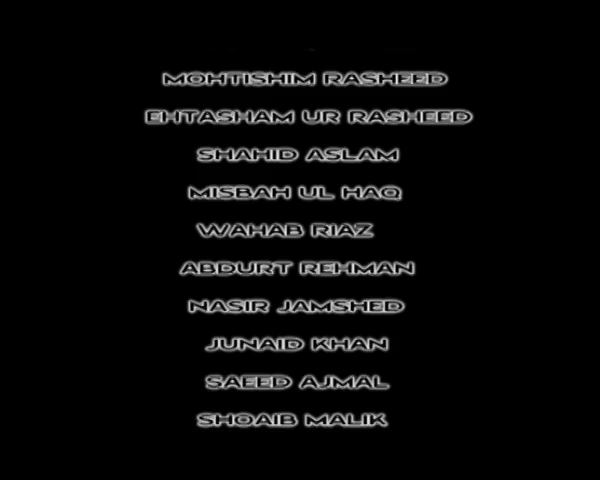 MOHTISHIM RASHEED
EHTASHAM UR RASHEED
SHAHID ASLAM
MISBAH UL HAQ
WAHAB RIAZ
ABDURT REHMAN
NASIR JAMSHED
JUNAID KHAN
SAEED AJMAL
SHOAIB MALIK